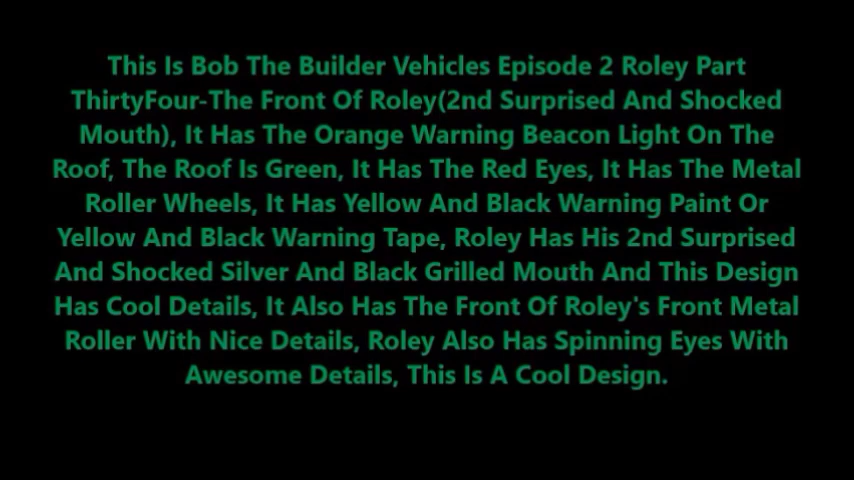 This Is Bob The Builder Vehicles Episode 2 Roley Part
ThirtyFour-The Front Of Roley(2nd Surprised And Shocked
Mouth), It Has The Orange Warning Beacon Light On The
Roof, The Roof Is Green, It Has The Red Eyes, It Has The Metal
Roller Wheels, It Has Yellow And Black Warning Paint Or
Yellow And Black Warning Tape, Roley Has His 2nd Surprised
And Shocked Silver And Black Grilled Mouth And This Design
Has Cool Details, It Also Has The Front Of Roley's Front Metal
Roller With Nice Details, Roley Also Has Spinning Eyes With
Awesome Details, This Is A Cool Design.